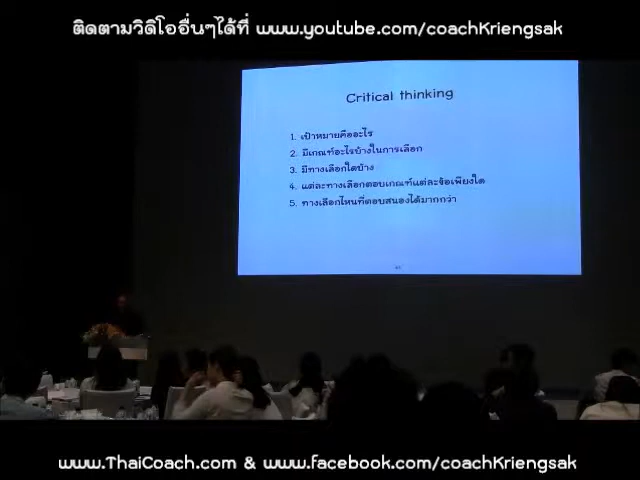 ติดตามวิดิโออื่นๆได้ที่ www.youtube.com/coachKriengsak
Critical thinking
1. เป้าหมายคืออะไร
2. มีเกณฑ์อะไรบ้างในการเลือก
3. มีทางเลือกใดบ้าง
4. แต่ละทางเลือกตอบเกณฑ์แต่ละข้อเพียงใด
5. ทางเลือกไหนที่ตอบสนองได้มากกว่า
www.ThaiCoach.com & www.facebook.com/coachKriengsak